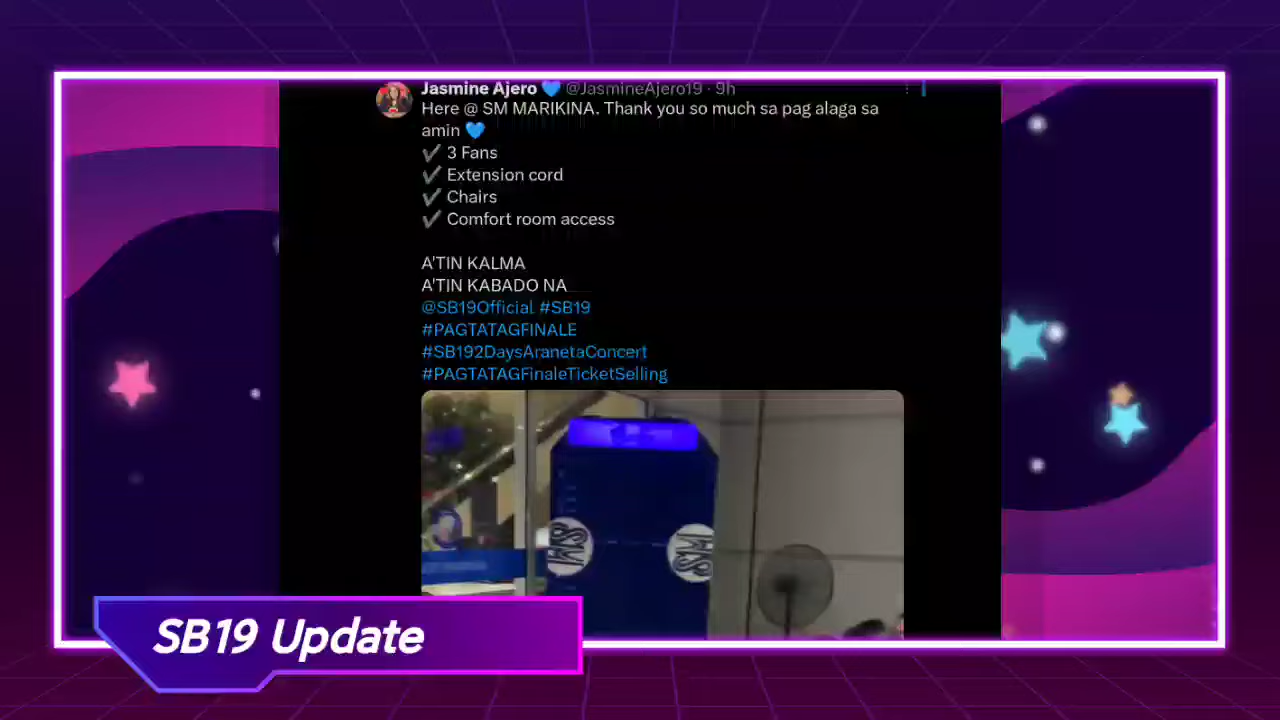 Jasmine Ajero 💙 @JasmineAjero19 · 9h
Here @ SM MARIKINA. Thank you so much sa pag alaga sa
amin 💙
✔ 3 Fans
✔ Extension cord
✔ Chairs
✔ Comfort room access
A'TIN KALMA
A'TIN KABADO NA
@SB19Official #SB19
#PAGTATAGFINALE
#SB192DaysAranetaConcert
#PAGTATAGFinaleTicketSelling
SM
SM
SB19 Update